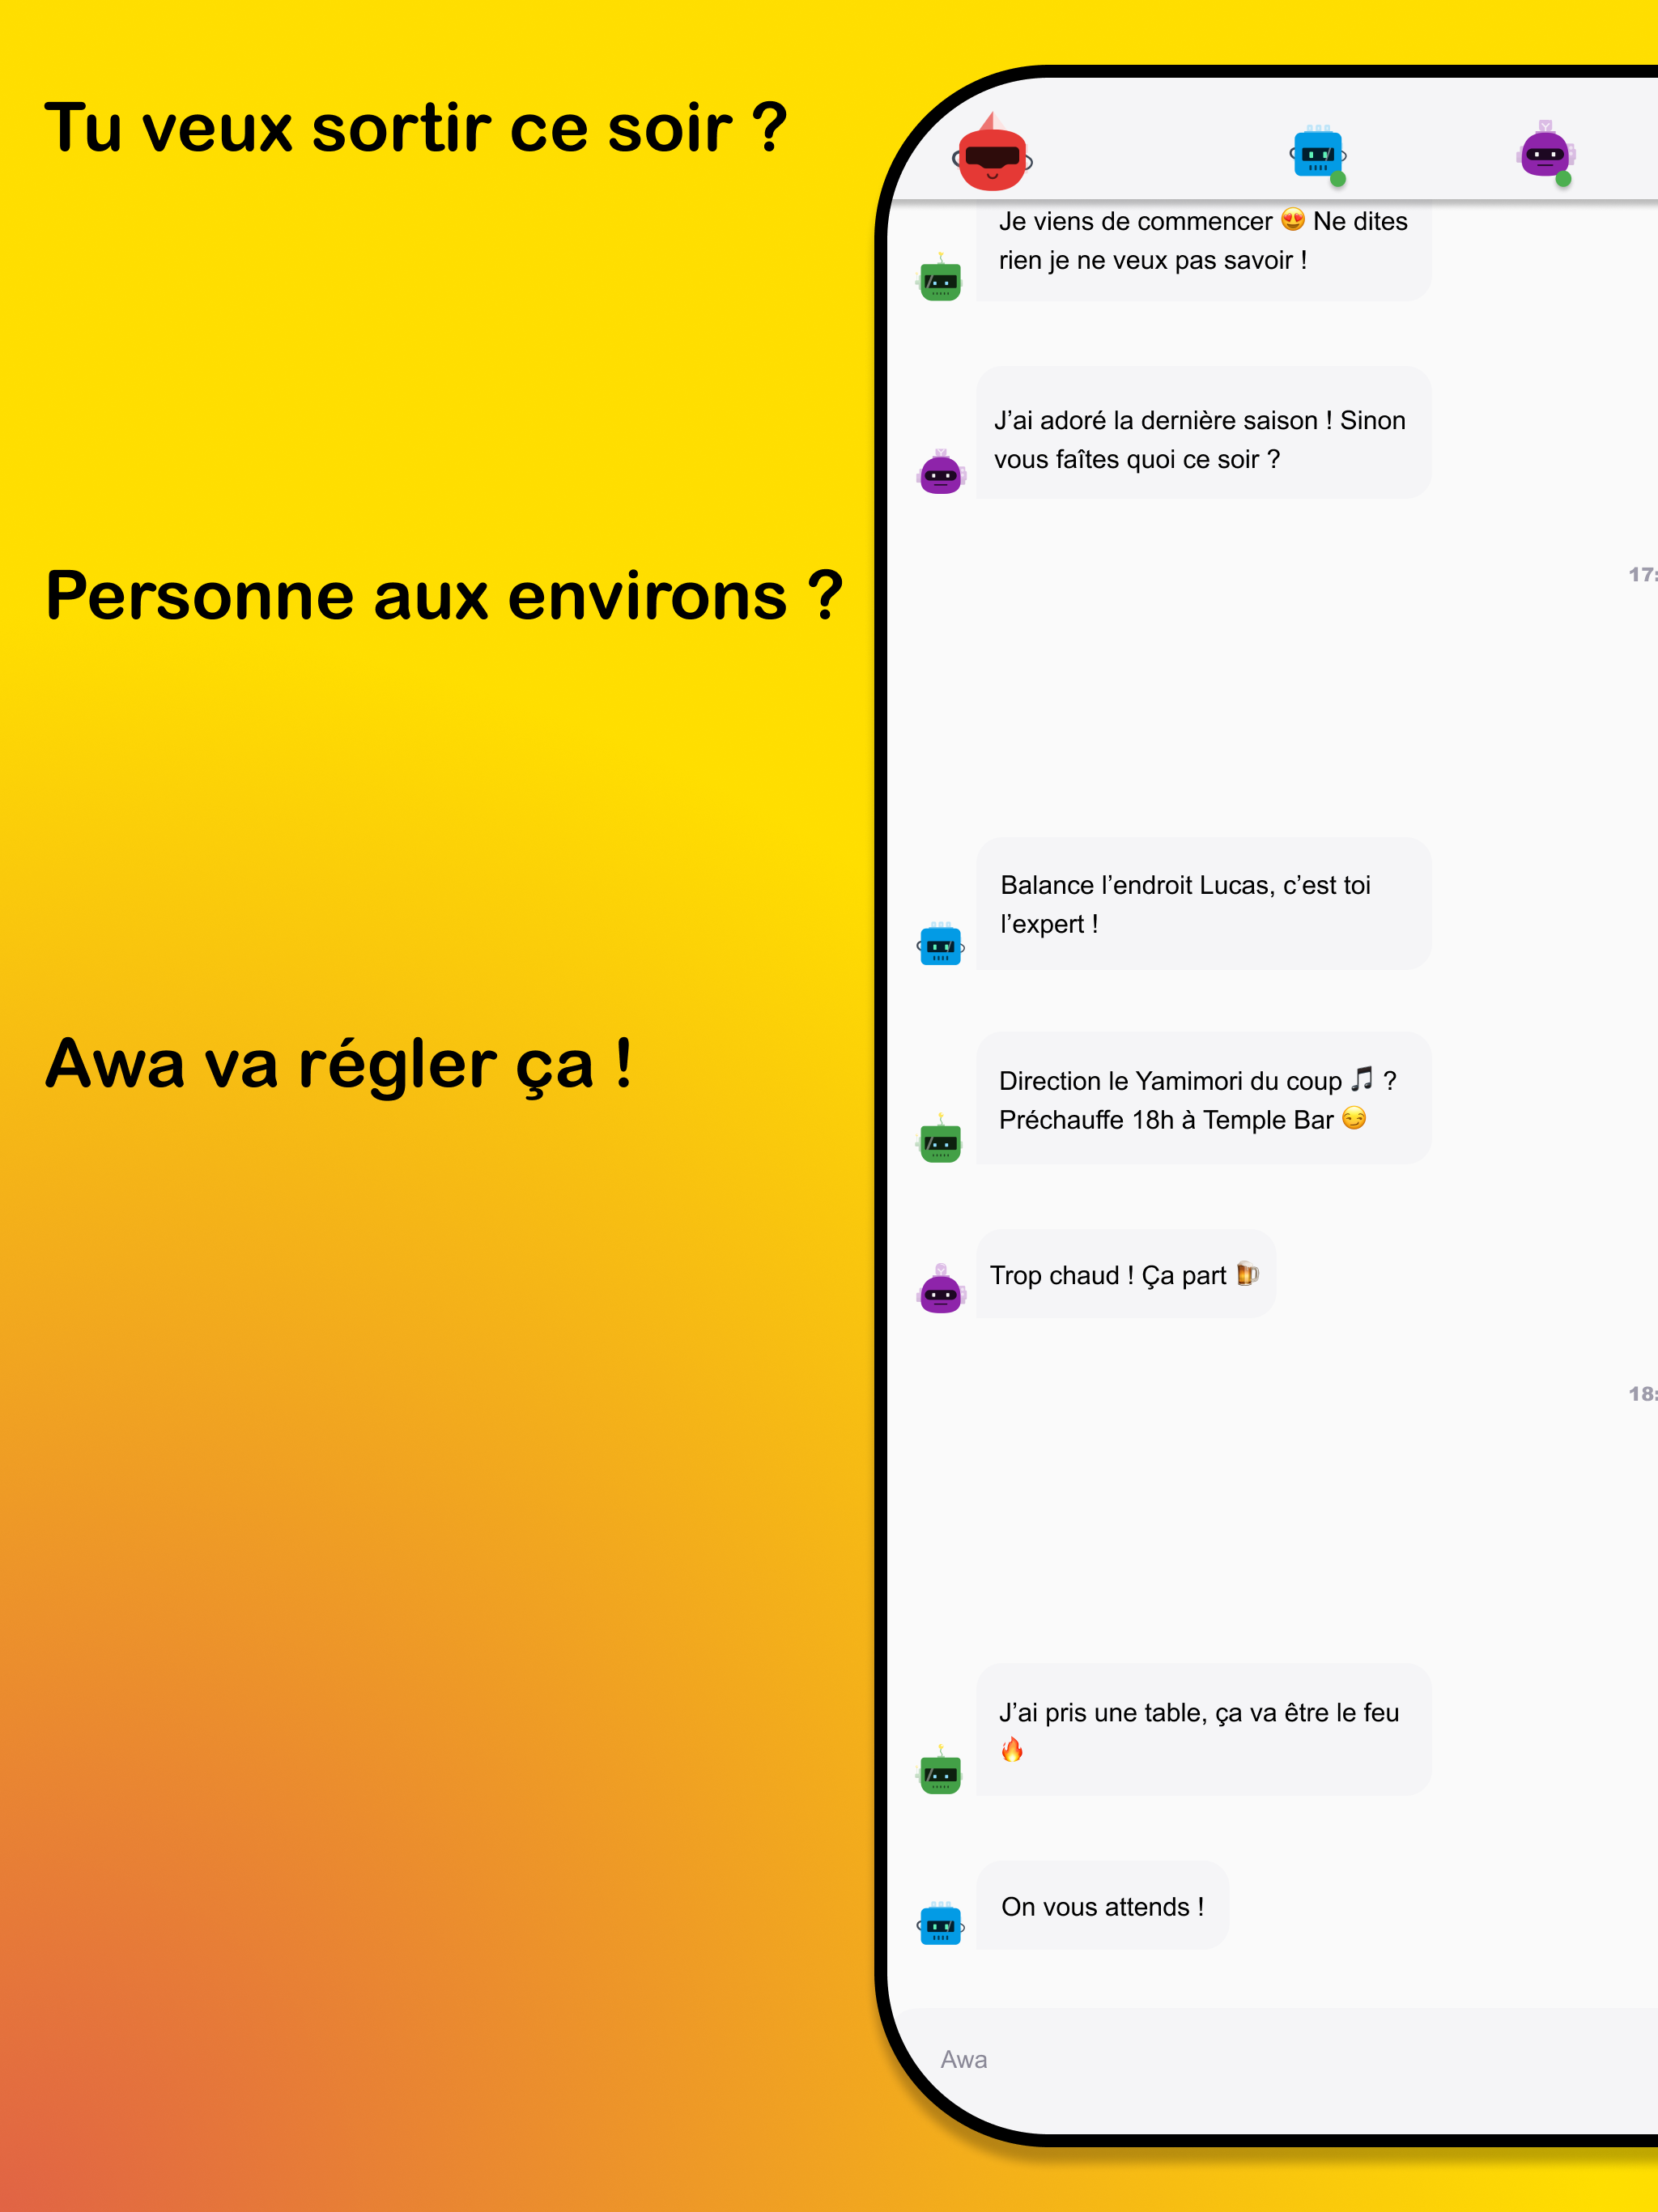 Tu veux sortir ce soir ?
Personne aux environs ?
Awa va régler ça !
Je viens de commencer 😍 Ne dites
rien je ne veux pas savoir !
J’ai adoré la dernière saison ! Sinon
vous faîtes quoi ce soir ?
17:
Balance l’endroit Lucas, c’est toi
l’expert !
Direction le Yamimori du coup 🎵 ?
Préchauffe 18h à Temple Bar 😏
Trop chaud ! Ça part 🍺
18:
J’ai pris une table, ça va être le feu
🔥
On vous attends !
Awa